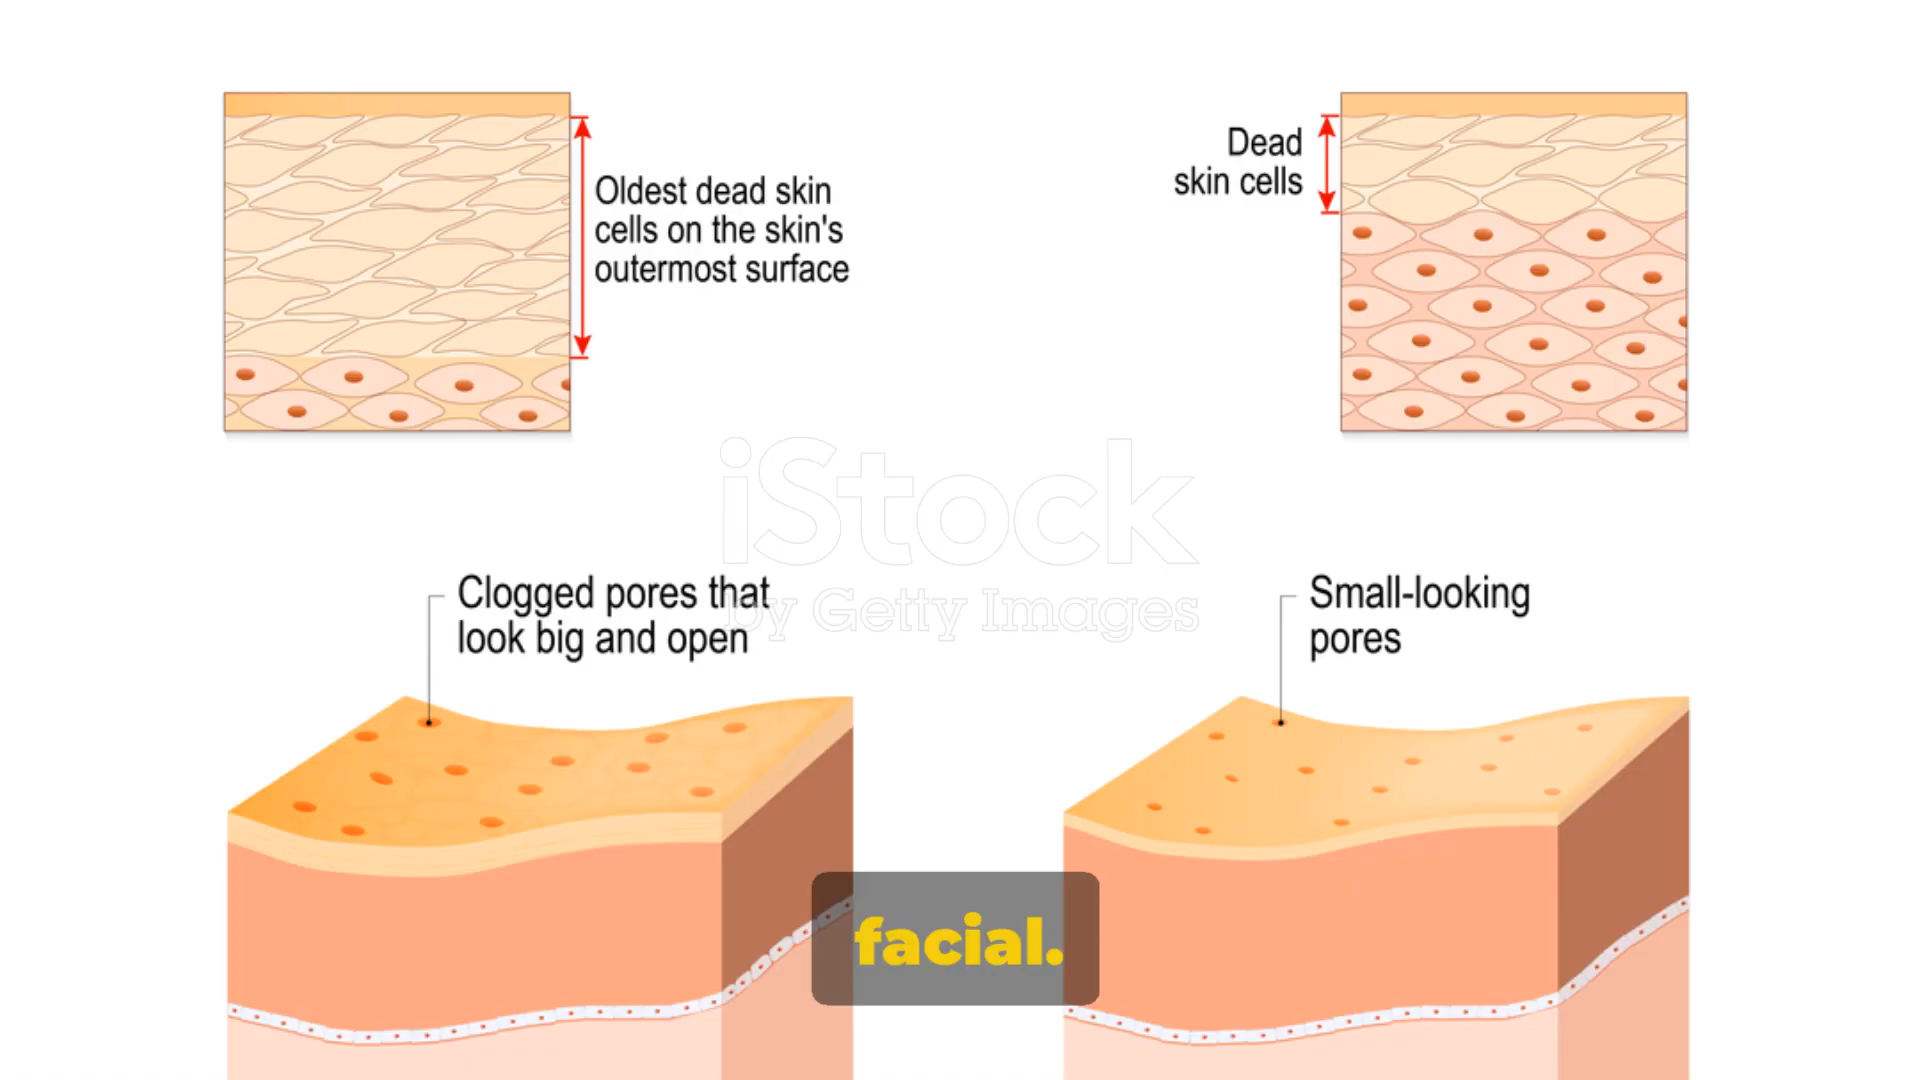 Oldest dead skin
cells on the skin's
outermost surface
Dead
skin cells
iStock
by Getty Images
Clogged pores that
look big and open
Small-looking
pores
facial.